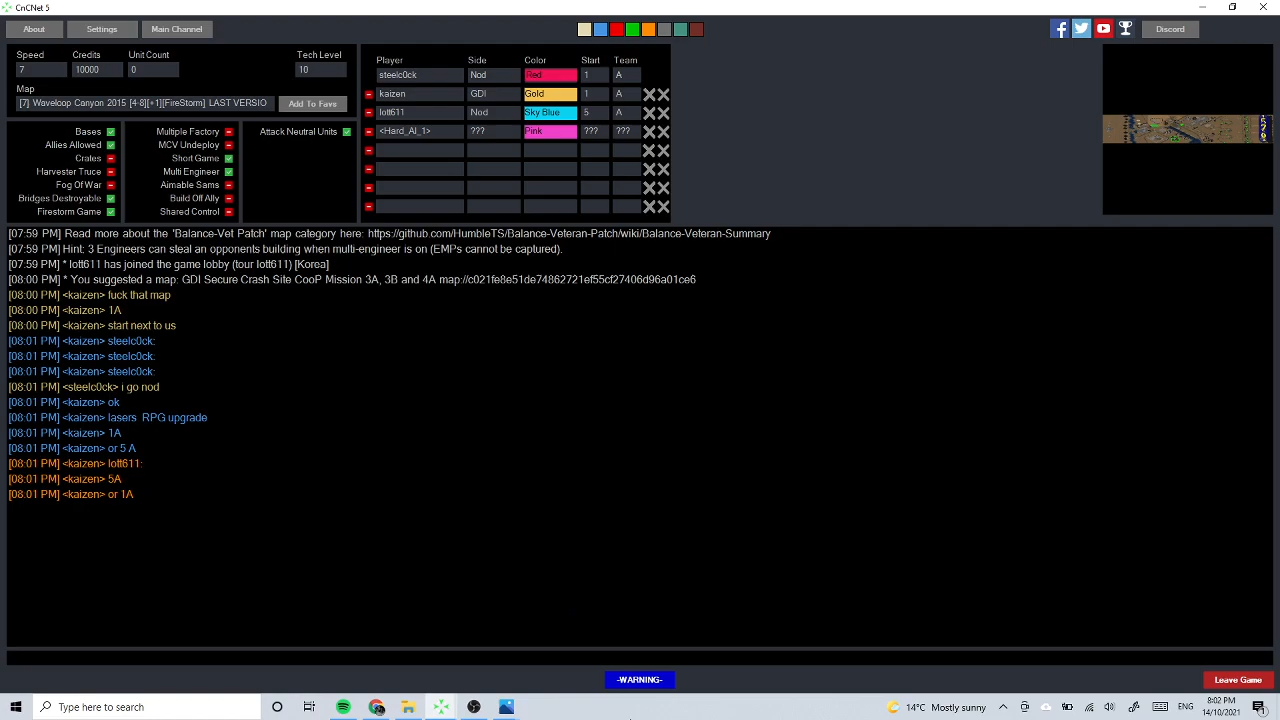 CnCNet 5
About Settings Main Channel Discord
Speed Credits Unit Count Tech Level
7 10000 0 10
Map
[7] Waveloop Canyon 2015 [4-8][+1][FireStorm] LAST VERSIO Add To Favs
Bases Multiple Factory Attack Neutral Units
Allies Allowed MCV Undeploy
Crates Short Game
Harvester Truce Multi Engineer
Fog Of War Aimable Sams
Bridges Destroyable Build Off Ally
Firestorm Game Shared Control
Player Side Color Start Team
steelc0ck Nod Red 1 A
kaizen GDI Gold 1 A
lott611 Nod Sky Blue 5 A
<Hard_AI_1> ??? Pink ??? ???
[07:59 PM] Read more about the 'Balance-Vet Patch' map category here: https://github.com/HumbleTS/Balance-Veteran-Patch/wiki/Balance-Veteran-Summary
[07:59 PM] Hint: 3 Engineers can steal an opponents building when multi-engineer is on (EMPs cannot be captured).
[07:59 PM] * lott611 has joined the game lobby (tour lott611) [Korea]
[08:00 PM] * You suggested a map: GDI Secure Crash Site CooP Mission 3A, 3B and 4A map://c021fe8e51de74862721ef55cf27406d96a01ce6
[08:00 PM] <kaizen> fuck that map
[08:00 PM] <kaizen> 1A
[08:00 PM] <kaizen> start next to us
[08:01 PM] <kaizen> steelc0ck:
[08:01 PM] <kaizen> steelc0ck:
[08:01 PM] <kaizen> steelc0ck:
[08:01 PM] <steelc0ck> i go nod
[08:01 PM] <kaizen> ok
[08:01 PM] <kaizen> lasers RPG upgrade
[08:01 PM] <kaizen> 1A
[08:01 PM] <kaizen> or 5 A
[08:01 PM] <kaizen> lott611:
[08:01 PM] <kaizen> 5A
[08:01 PM] <kaizen> or 1A
-WARNING- Leave Game
Type here to search 14°C Mostly sunny ENG 8:02 PM
14/10/2021